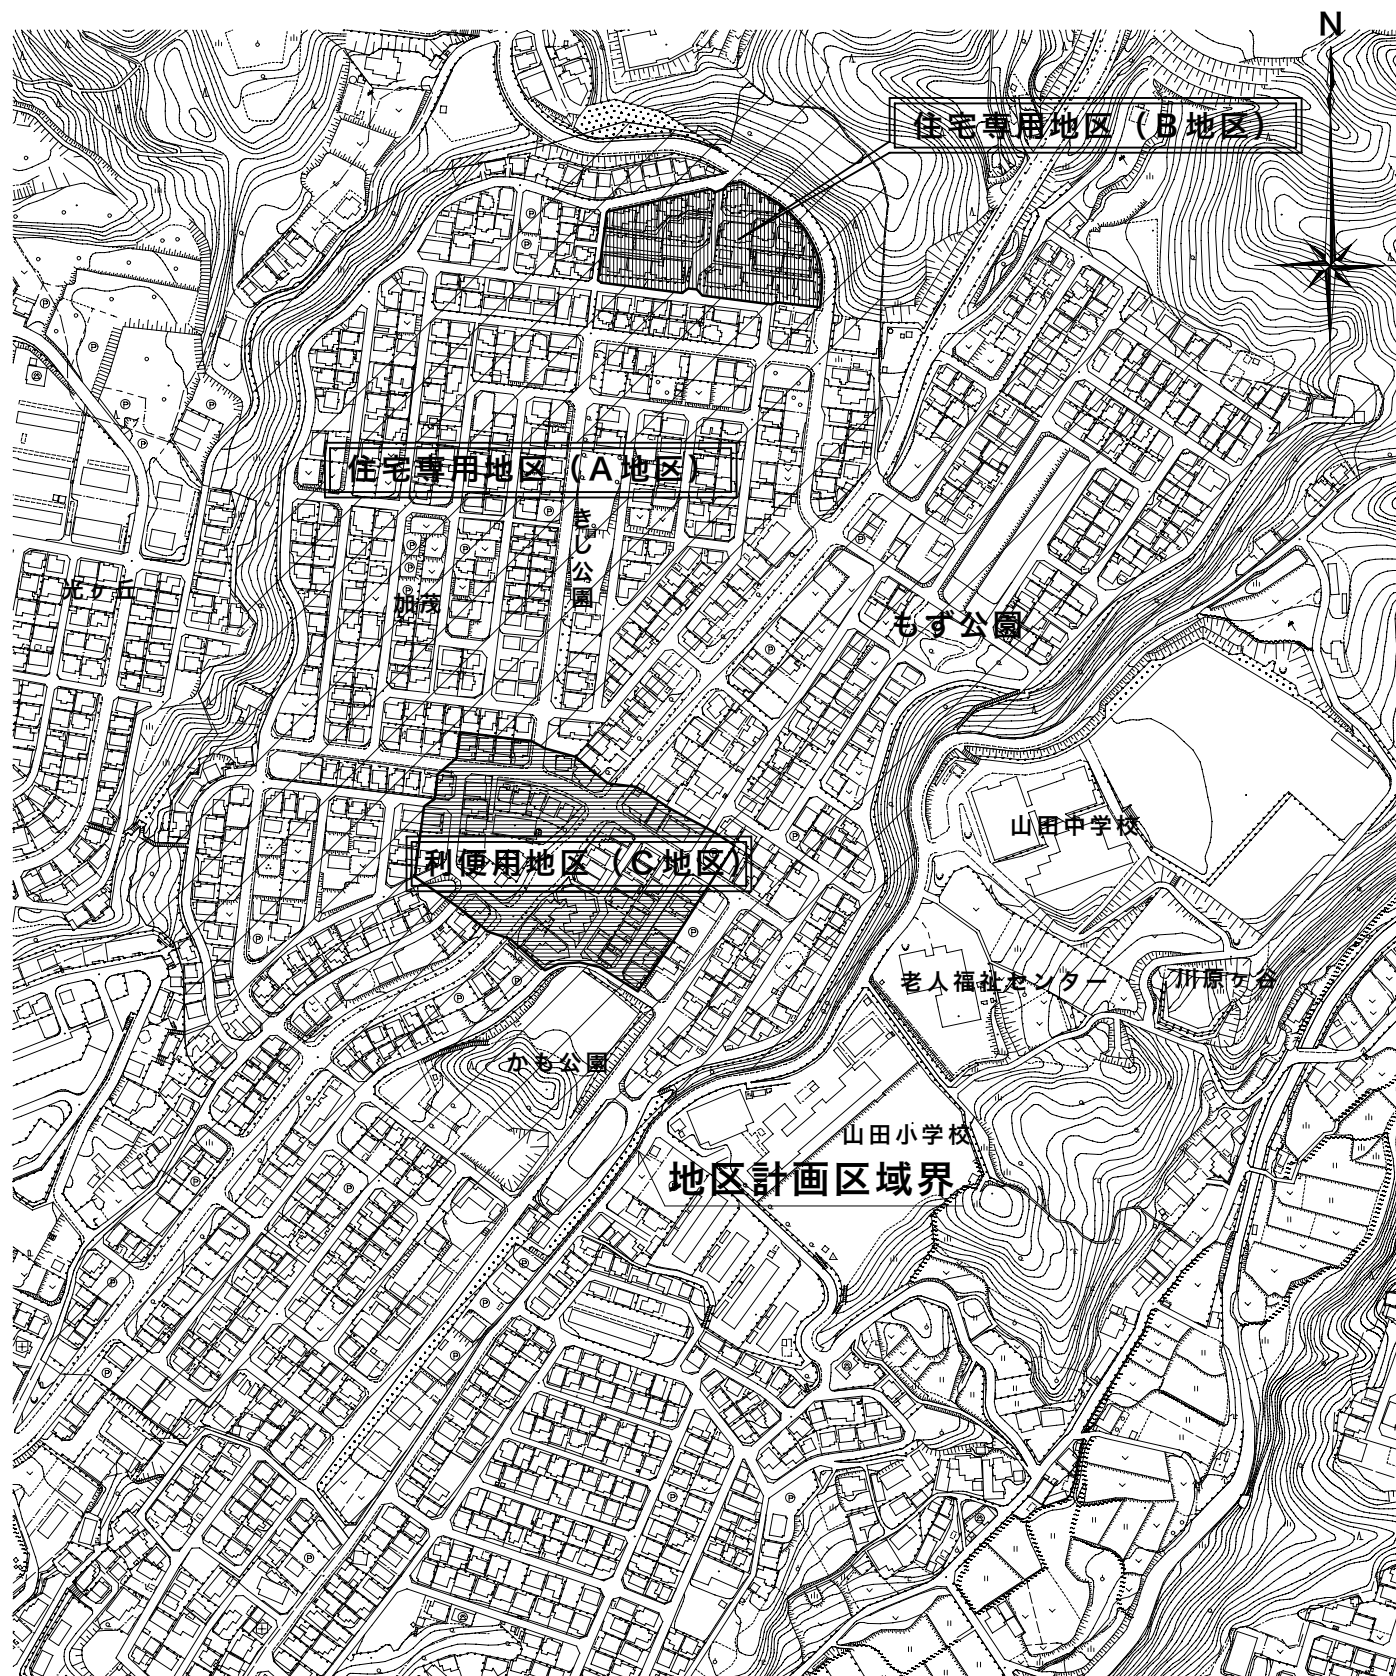 N
住宅専用地区（B地区）
住宅専用地区（A地区）
きじ公園
光ヶ丘
加茂
もず公園
山田中学校
利便用地区（C地区）
老人福祉センター
川原ヶ谷
かも公園
山田小学校
地区計画区域界